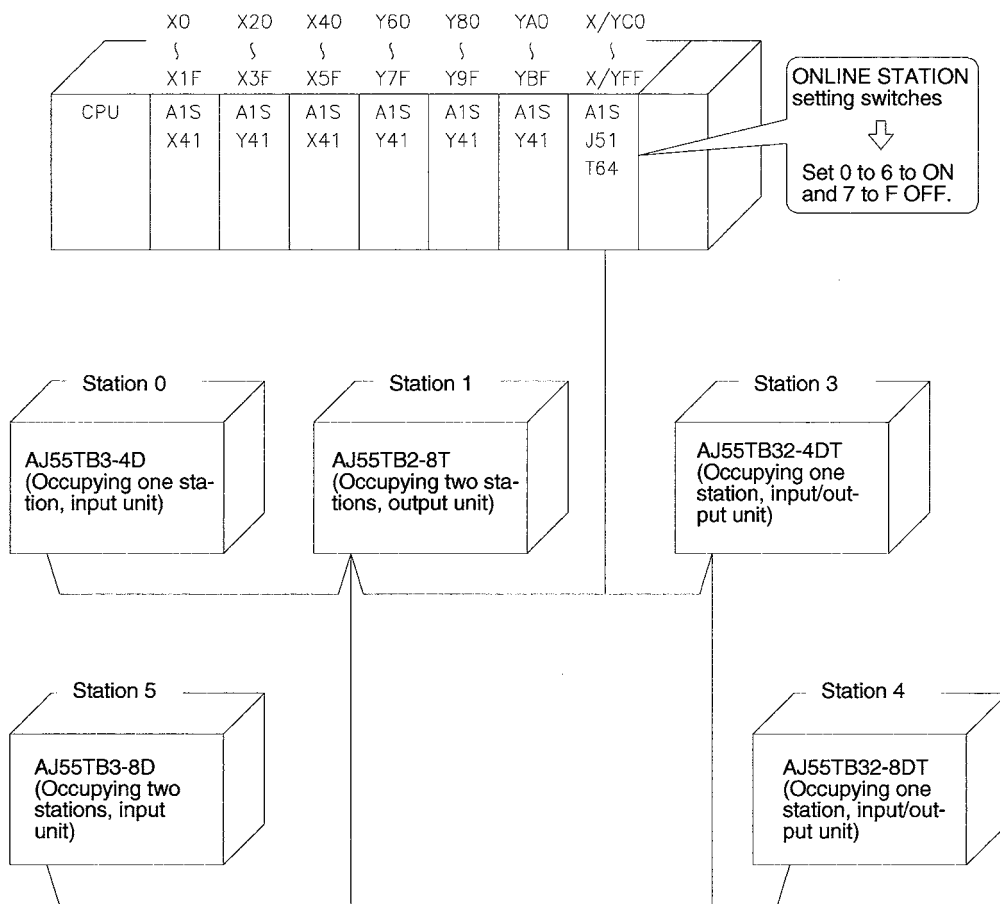 X0 X20 X40 Y60 Y80 YA0 X/YC0
∫ ∫ ∫ ∫ ∫ ∫ ∫
X1F X3F X5F Y7F Y9F YBF X/YFF
CPU A1S A1S A1S A1S A1S A1S A1S
X41 Y41 X41 Y41 Y41 Y41 J51
T64
ONLINE STATION
setting switches
Set 0 to 6 to ON
and 7 to F OFF.
Station 0
AJ55TB3-4D
(Occupying one sta-
tion, input unit)
Station 1
AJ55TB2-8T
(Occupying two sta-
tions, output unit)
Station 3
AJ55TB32-4DT
(Occupying one
station, input/out-
put unit)
Station 5
AJ55TB3-8D
(Occupying two
stations, input
unit)
Station 4
AJ55TB32-8DT
(Occupying one
station, input/out-
put unit)